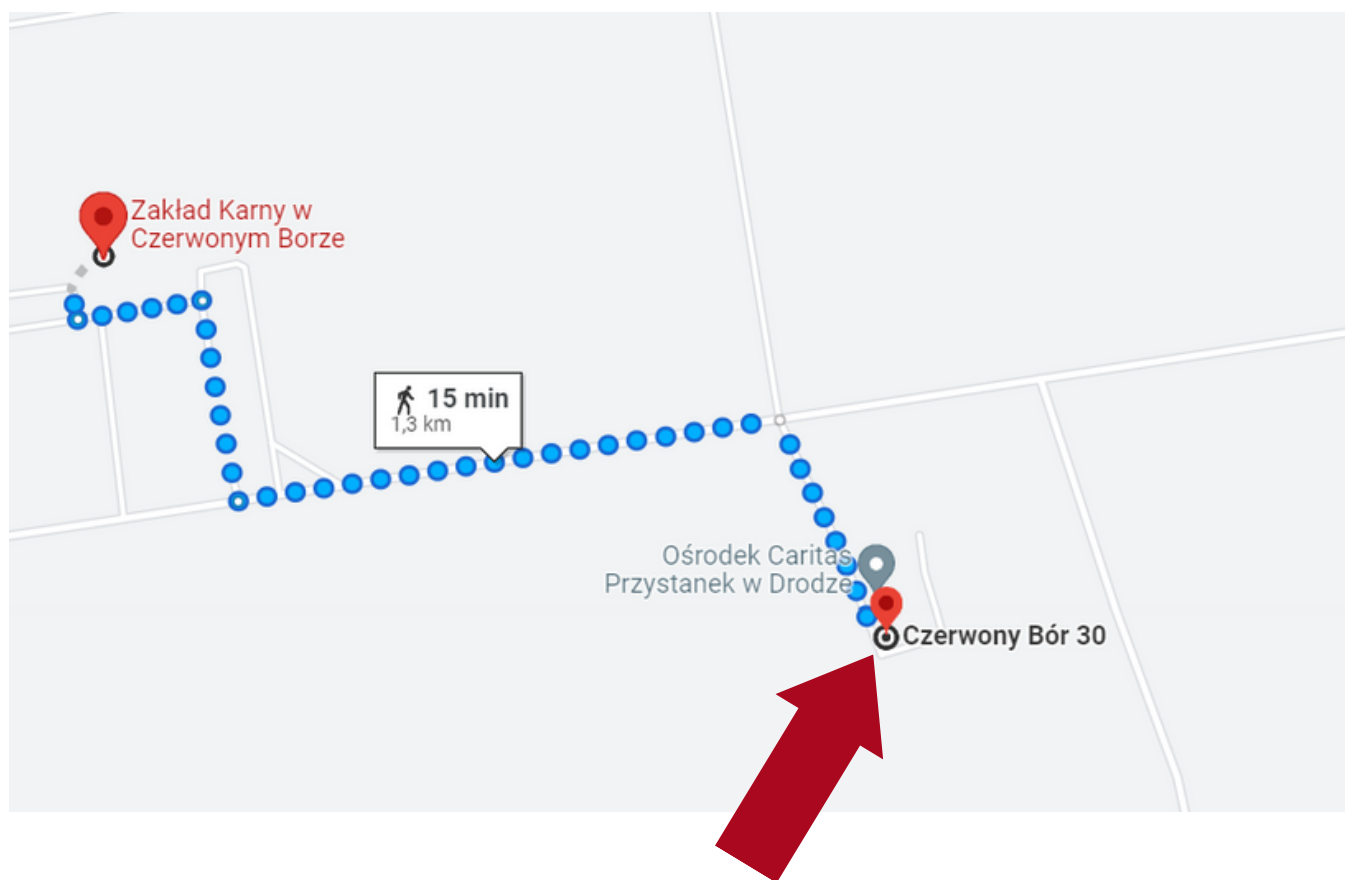 Zakład Karny w
Czerwonym Borze
15 min
1,3 km
Ośrodek Caritas
Przystanek w Drodze
Czerwony Bór 30